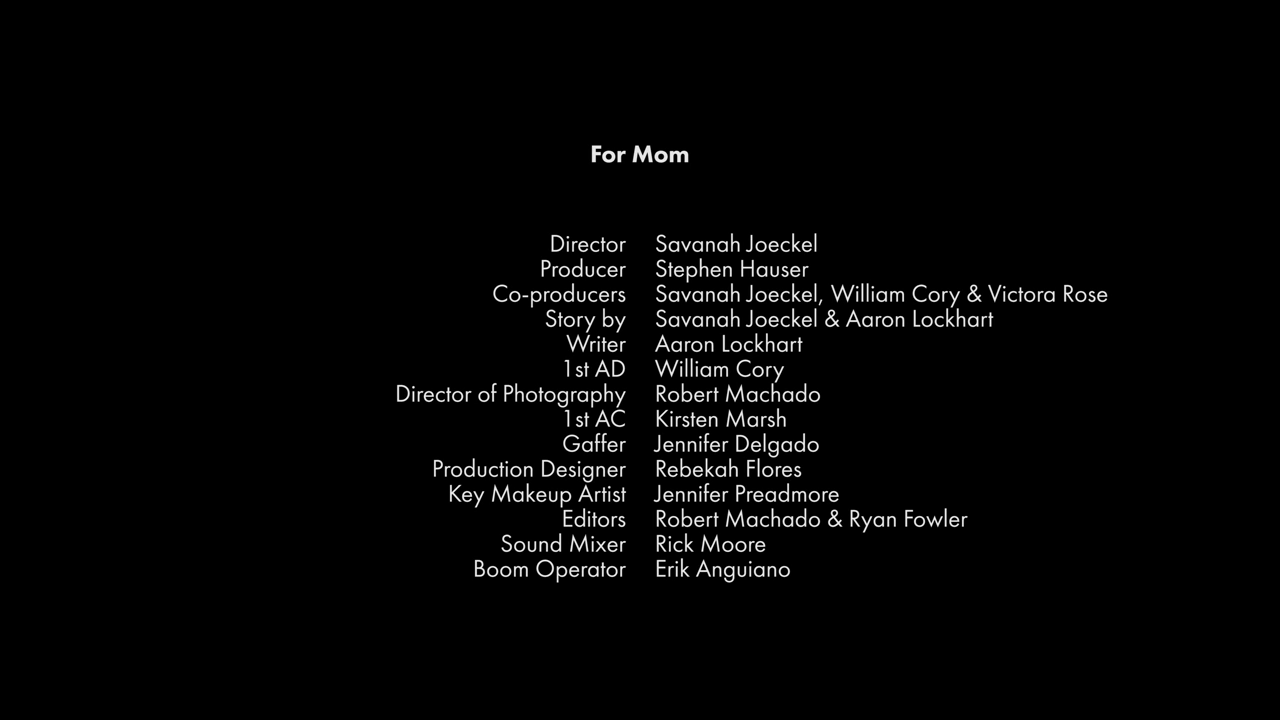 For Mom
Director Savanah Joeckel
Producer Stephen Hauser
Co-producers Savanah Joeckel, William Cory & Victora Rose
Story by Savanah Joeckel & Aaron Lockhart
Writer Aaron Lockhart
1st AD William Cory
Director of Photography Robert Machado
1st AC Kirsten Marsh
Gaffer Jennifer Delgado
Production Designer Rebekah Flores
Key Makeup Artist Jennifer Preadmore
Editors Robert Machado & Ryan Fowler
Sound Mixer Rick Moore
Boom Operator Erik Anguiano